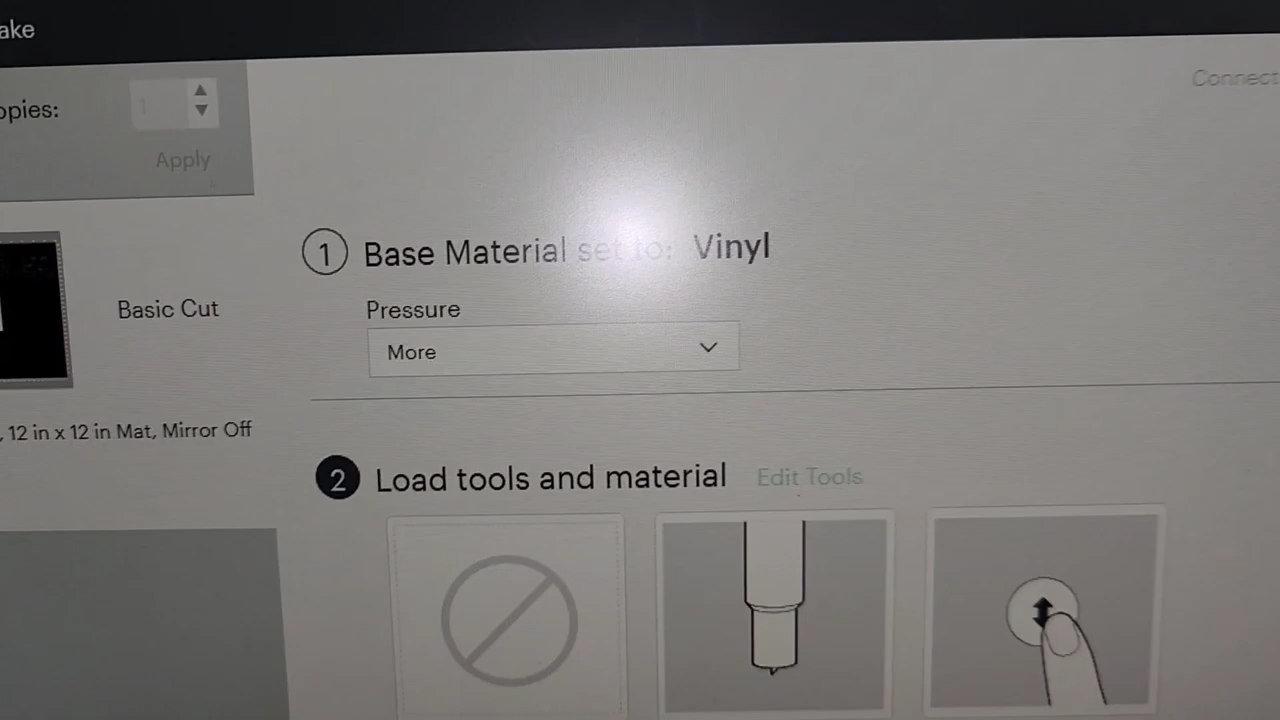 ake
opies:
1
Apply
Connect
1 Base Material set to: Vinyl
Basic Cut
Pressure
More
, 12 in x 12 in Mat, Mirror Off
2 Load tools and material
Edit Tools